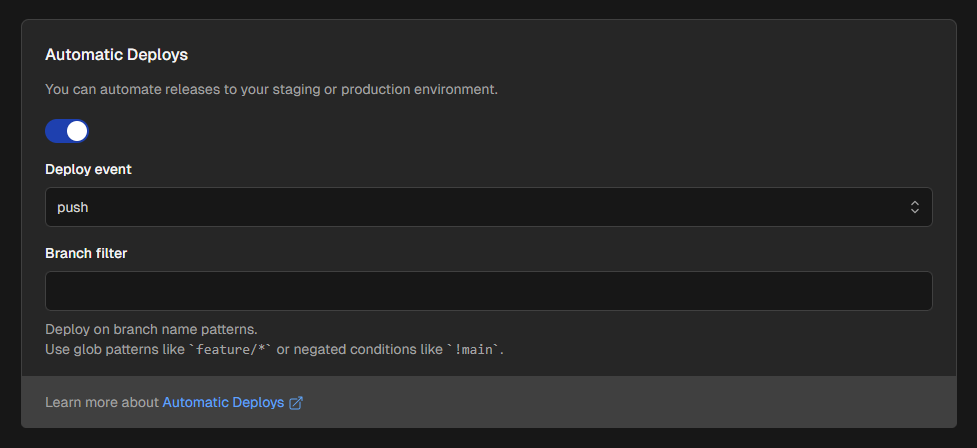 Automatic Deploys
You can automate releases to your staging or production environment.
Deploy event
push
Branch filter
Deploy on branch name patterns.
Use glob patterns like `feature/*` or negated conditions like `!main`.
Learn more about Automatic Deploys